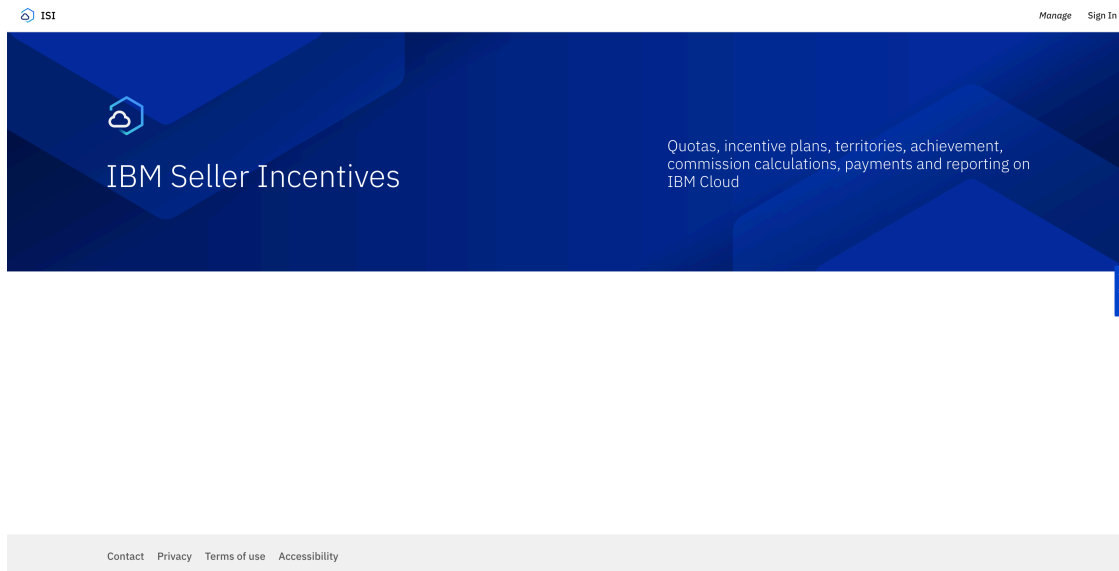 ISI
Manage Sign In
IBM Seller Incentives
Quotas, incentive plans, territories, achievement,
commission calculations, payments and reporting on
IBM Cloud
Contact Privacy Terms of use Accessibility